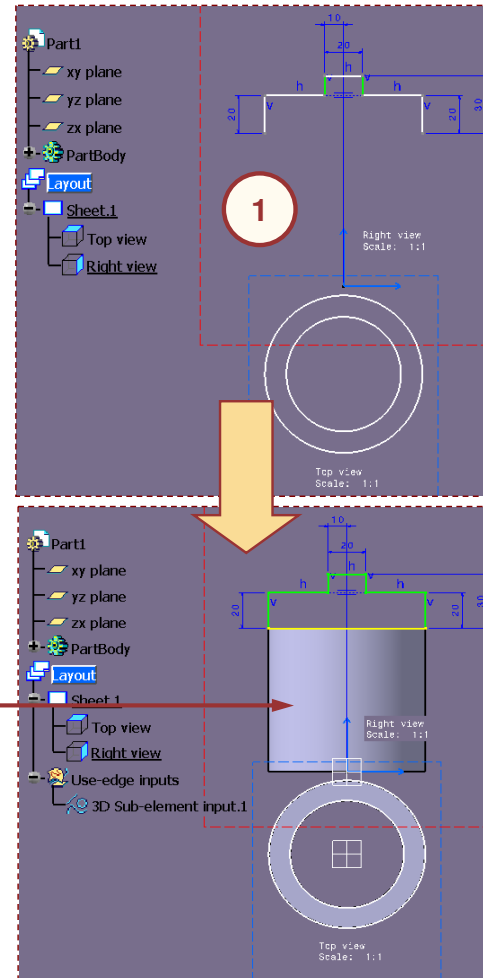 10
20
Part1
xy plane
yz plane
zx plane
PartBody
Layout
Sheet.1
Top view
Right view
h
v
h
v
h
v
20
20
30
1
Right view
Scale: 1:1
Top view
Scale: 1:1
10
20
Part1
xy plane
yz plane
zx plane
PartBody
Layout
Sheet.1
Top view
Right view
Use-edge inputs
3D Sub-element input.1
h
v
h
v
h
v
20
20
30
Right view
Scale: 1:1
Top view
Scale: 1:1